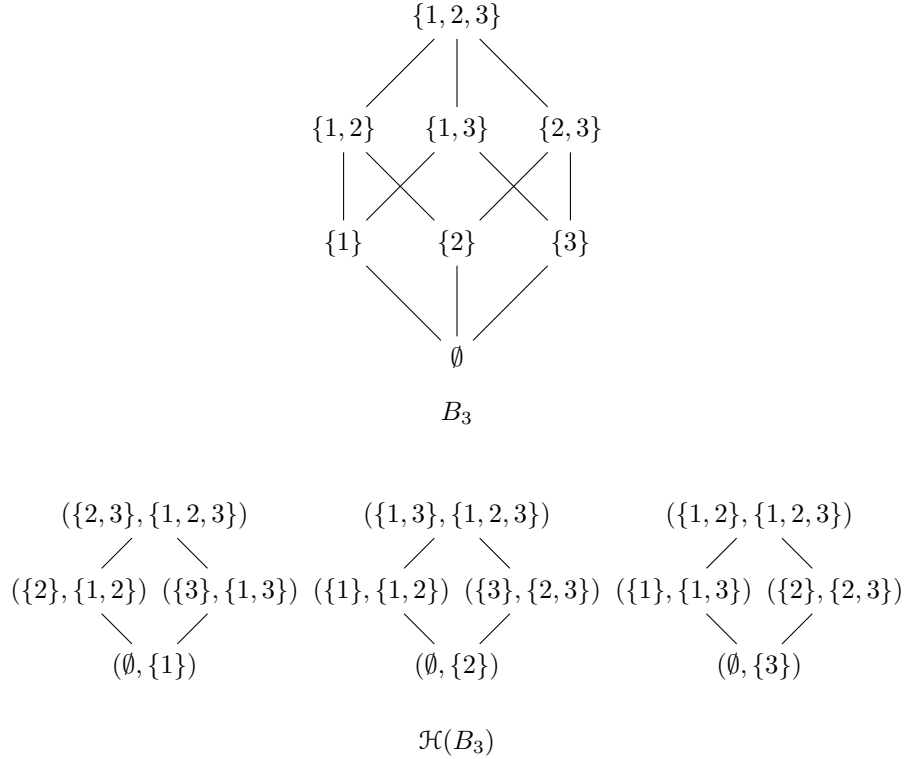 {1, 2, 3}
{1, 2} {1, 3} {2, 3}
{1} {2} {3}
∅
B₃
({2, 3}, {1, 2, 3}) ({1, 3}, {1, 2, 3}) ({1, 2}, {1, 2, 3})
({2}, {1, 2}) ({3}, {1, 3}) ({1}, {1, 2}) ({3}, {2, 3}) ({1}, {1, 3}) ({2}, {2, 3})
(∅, {1}) (∅, {2}) (∅, {3})
ℋ(B₃)